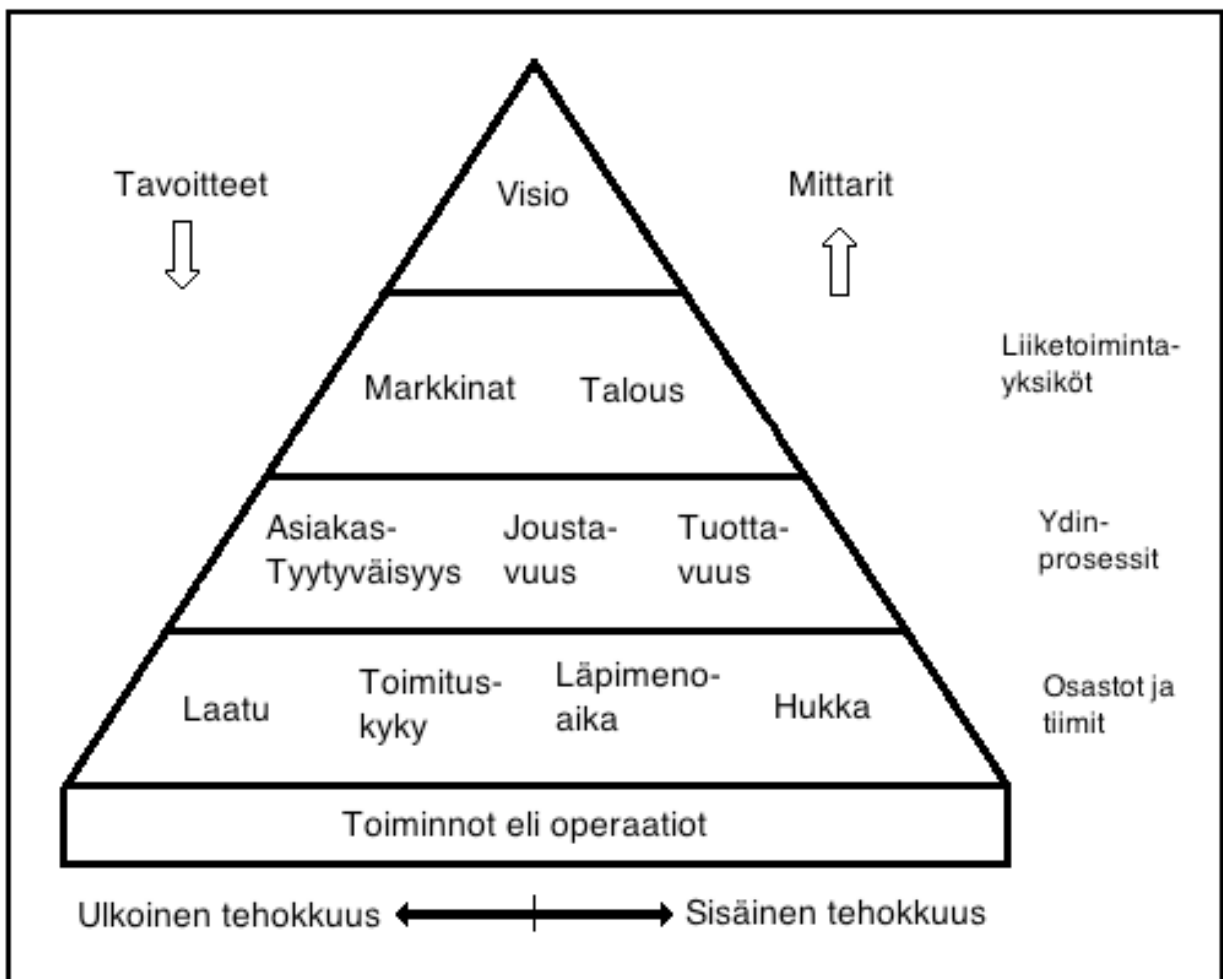 Tavoitteet
Visio
Mittarit
Liiketoiminta-
yksiköt
Markkinat
Talous
Asiakas-
Tyytyväisyys
Jousta-
vuus
Tuotta-
vuus
Ydin-
prosessit
Laatu
Toimitus-
kyky
Läpimeno-
aika
Hukka
Osastot ja
tiimit
Toiminnot eli operaatiot
Ulkoinen tehokkuus
Sisäinen tehokkuus